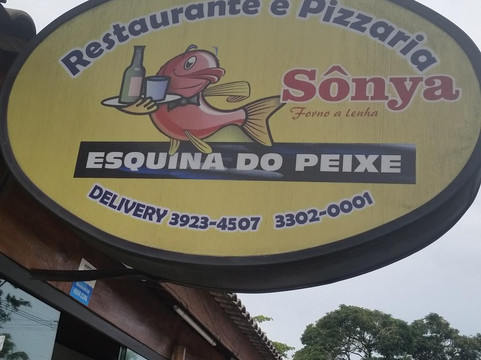 Restaurante e Pizzaria
Sônya
Forno a Lenha
ESQUINA DO PEIXE
DELIVERY 3923-4507 3302-0001